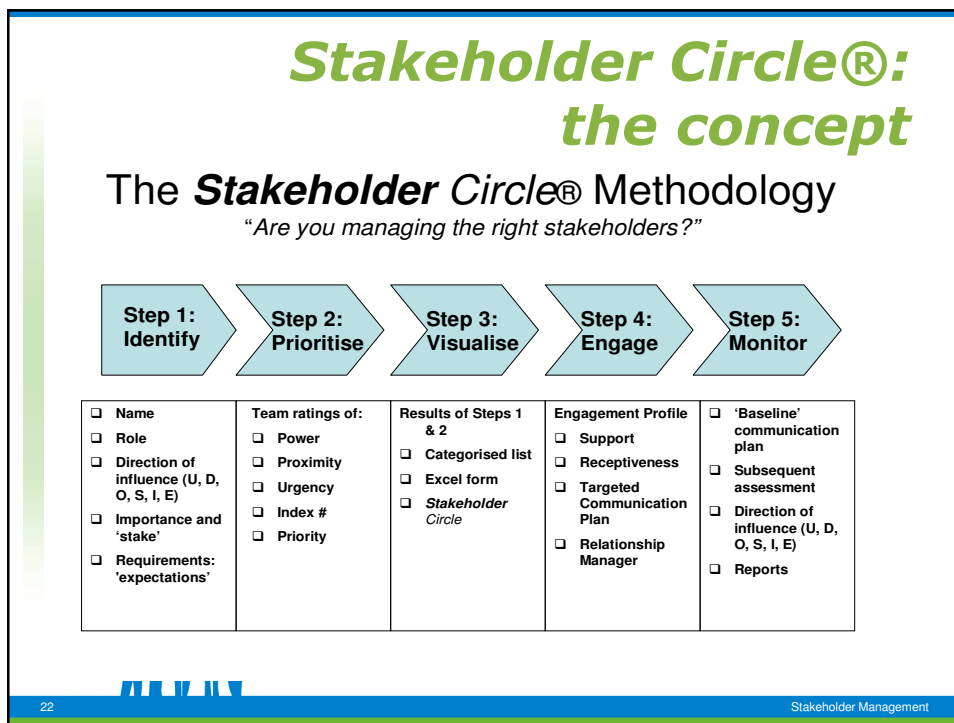 Stakeholder Circle®:
the concept
The Stakeholder Circle® Methodology
“Are you managing the right stakeholders?”
Step 1:
Identify
Step 2:
Prioritise
Step 3:
Visualise
Step 4:
Engage
Step 5:
Monitor
❑ Name
❑ Role
❑ Direction of
influence (U, D,
O, S, I, E)
❑ Importance and
‘stake’
❑ Requirements:
'expectations’
Team ratings of:
❑ Power
❑ Proximity
❑ Urgency
❑ Index #
❑ Priority
Results of Steps 1
& 2
❑ Categorised list
❑ Excel form
❑ Stakeholder
Circle
Engagement Profile
❑ Support
❑ Receptiveness
❑ Targeted
Communication
Plan
❑ Relationship
Manager
❑ ‘Baseline’
communication
plan
❑ Subsequent
assessment
❑ Direction of
influence (U, D,
O, S, I, E)
❑ Reports
22
Stakeholder Management